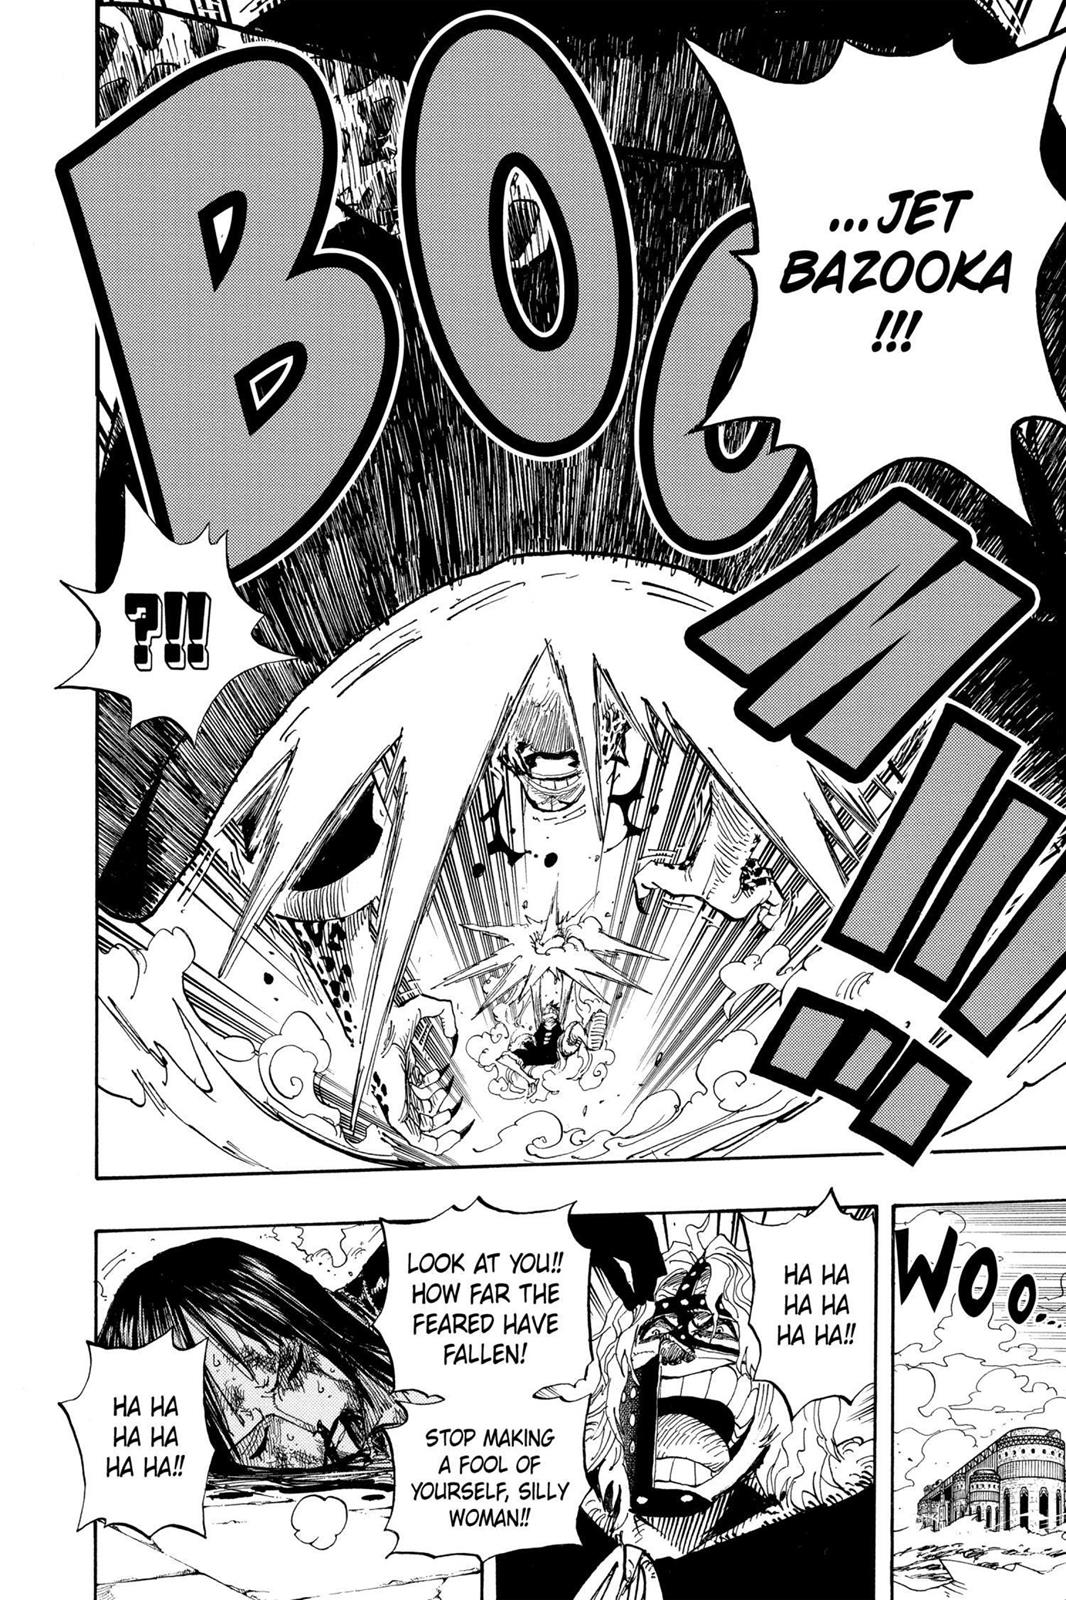 ...JET
BAZOOKA
!!!
BOOM!!!!!!
?!!
WOO...
HA HA
HA HA
HA HA!!
LOOK AT YOU!!
HOW FAR THE
FEARED HAVE
FALLEN!
STOP MAKING
A FOOL OF
YOURSELF, SILLY
WOMAN!!
HA HA
HA HA
HA HA!!